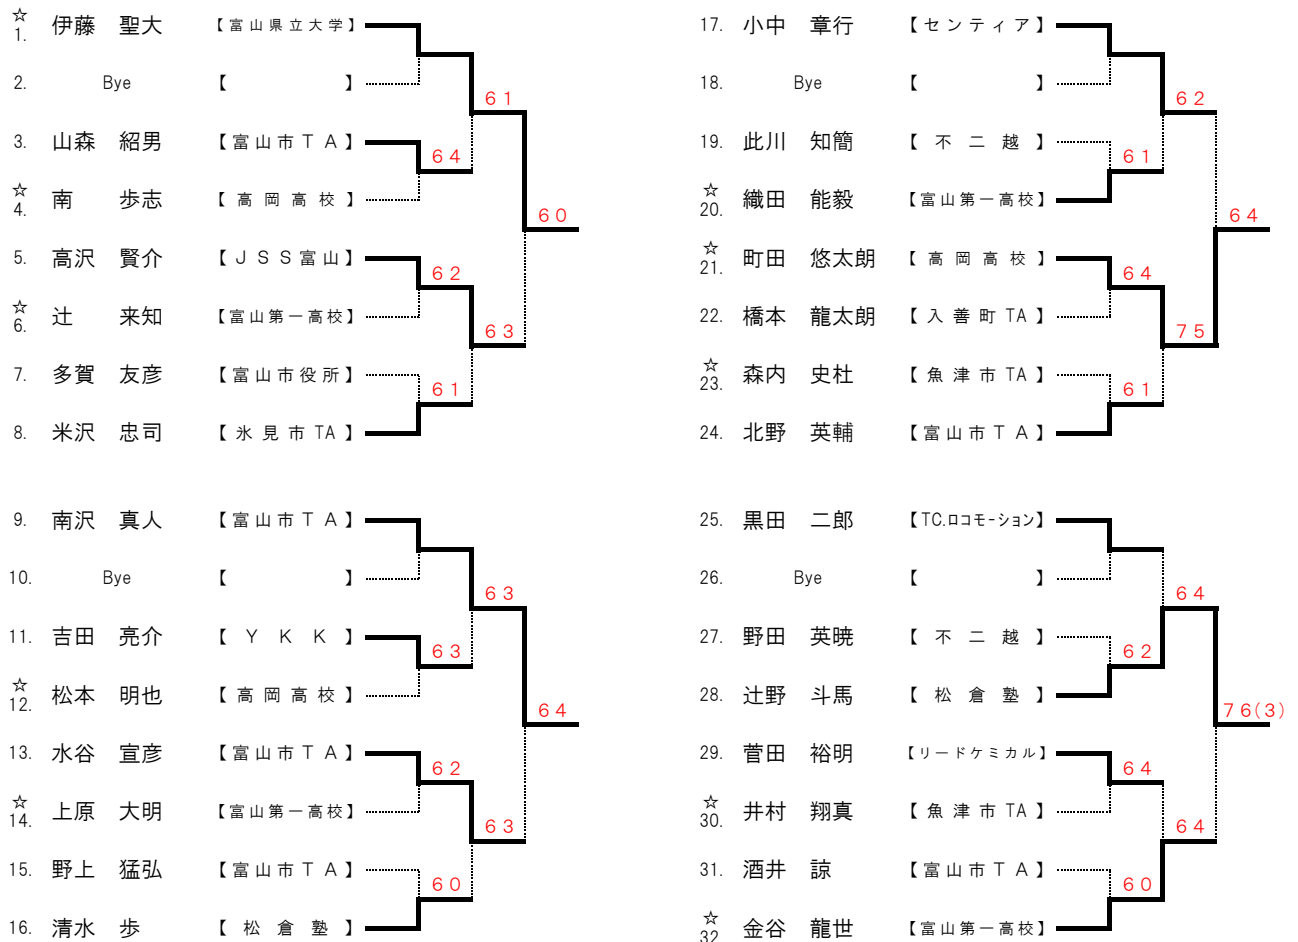 ☆
1. 伊藤 聖大 【富山県立大学】
2. Bye 【 】
61
3. 山森 紹男 【富山市TA】
64
☆
4. 南 歩志 【高岡高校】
60
5. 高沢 賢介 【JSS富山】
62
☆
6. 辻 来知 【富山第一高校】
63
7. 多賀 友彦 【富山市役所】
61
8. 米沢 忠司 【氷見市TA】
9. 南沢 真人 【富山市TA】
10. Bye 【 】
63
11. 吉田 亮介 【YKK】
63
☆
12. 松本 明也 【高岡高校】
64
13. 水谷 宣彦 【富山市TA】
62
☆
14. 上原 大明 【富山第一高校】
63
15. 野上 猛弘 【富山市TA】
60
16. 清水 歩 【松倉塾】
17. 小中 章行 【センティア】
18. Bye 【 】
62
19. 此川 知簡 【不二越】
61
☆
20. 織田 能毅 【富山第一高校】
64
☆
21. 町田 悠太朗 【高岡高校】
64
22. 橋本 龍太朗 【入善町TA】
75
☆
23. 森内 史杜 【魚津市TA】
61
24. 北野 英輔 【富山市TA】
25. 黒田 二郎 【TC.ロコモーション】
26. Bye 【 】
64
27. 野田 英暁 【不二越】
62
28. 辻野 斗馬 【松倉塾】
76(3)
29. 菅田 裕明 【リードケミカル】
64
☆
30. 井村 翔真 【魚津市TA】
64
31. 酒井 諒 【富山市TA】
60
☆
32 金谷 龍世 【富山第一高校】